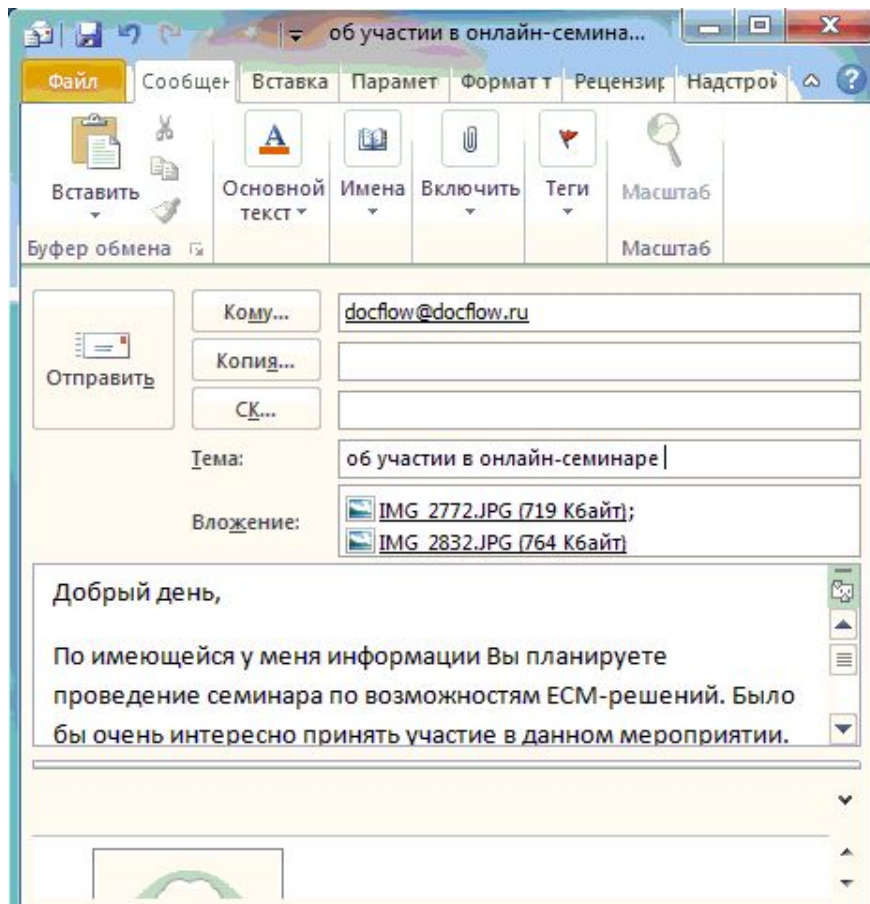 об участии в онлайн-семина...
Файл Сообщен Вставка Парамет Формат т Рецензир Надстрой
Вставить
Основной текст
Имена
Включить
Теги
Масштаб
Буфер обмена
Масштаб
Отправить
Кому... docflow@docflow.ru
Копия...
СК...
Тема: об участии в онлайн-семинаре
Вложение: IMG_2772.JPG (719 Кбайт);
IMG_2832.JPG (764 Кбайт)
Добрый день,
По имеющейся у меня информации Вы планируете
проведение семинара по возможностям ECM-решений. Было
бы очень интересно принять участие в данном мероприятии.